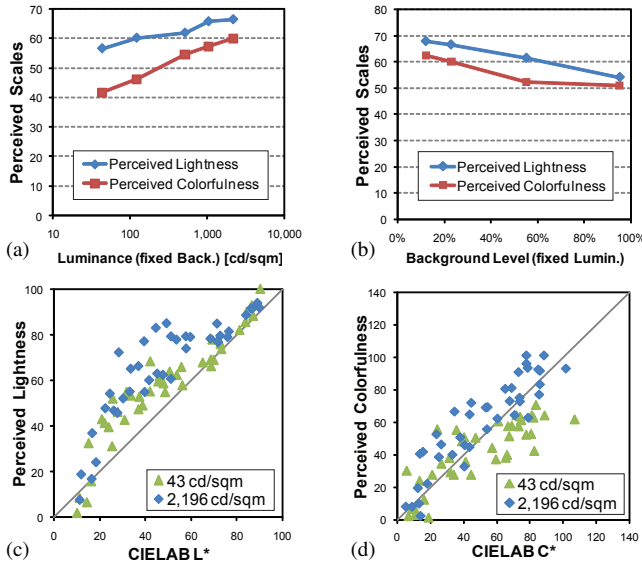 (a)
Perceived Scales
70
60
50
40
30
20
10
0
Perceived Lightness
Perceived Colorfulness
10
100
1,000
10,000
Luminance (fixed Back.) [cd/sqm]
(b)
Perceived Scales
80
70
60
50
40
30
20
10
0
Perceived Lightness
Perceived Colorfulness
0%
20%
40%
60%
80%
100%
Background Level (fixed Lumin.)
(c)
Perceived Lightness
100
80
60
40
20
0
43 cd/sqm
2,196 cd/sqm
0
20
40
60
80
100
CIELAB L*
(d)
Perceived Colorfulness
140
120
100
80
60
40
20
0
43 cd/sqm
2,196 cd/sqm
0
20
40
60
80
100
120
140
CIELAB C*